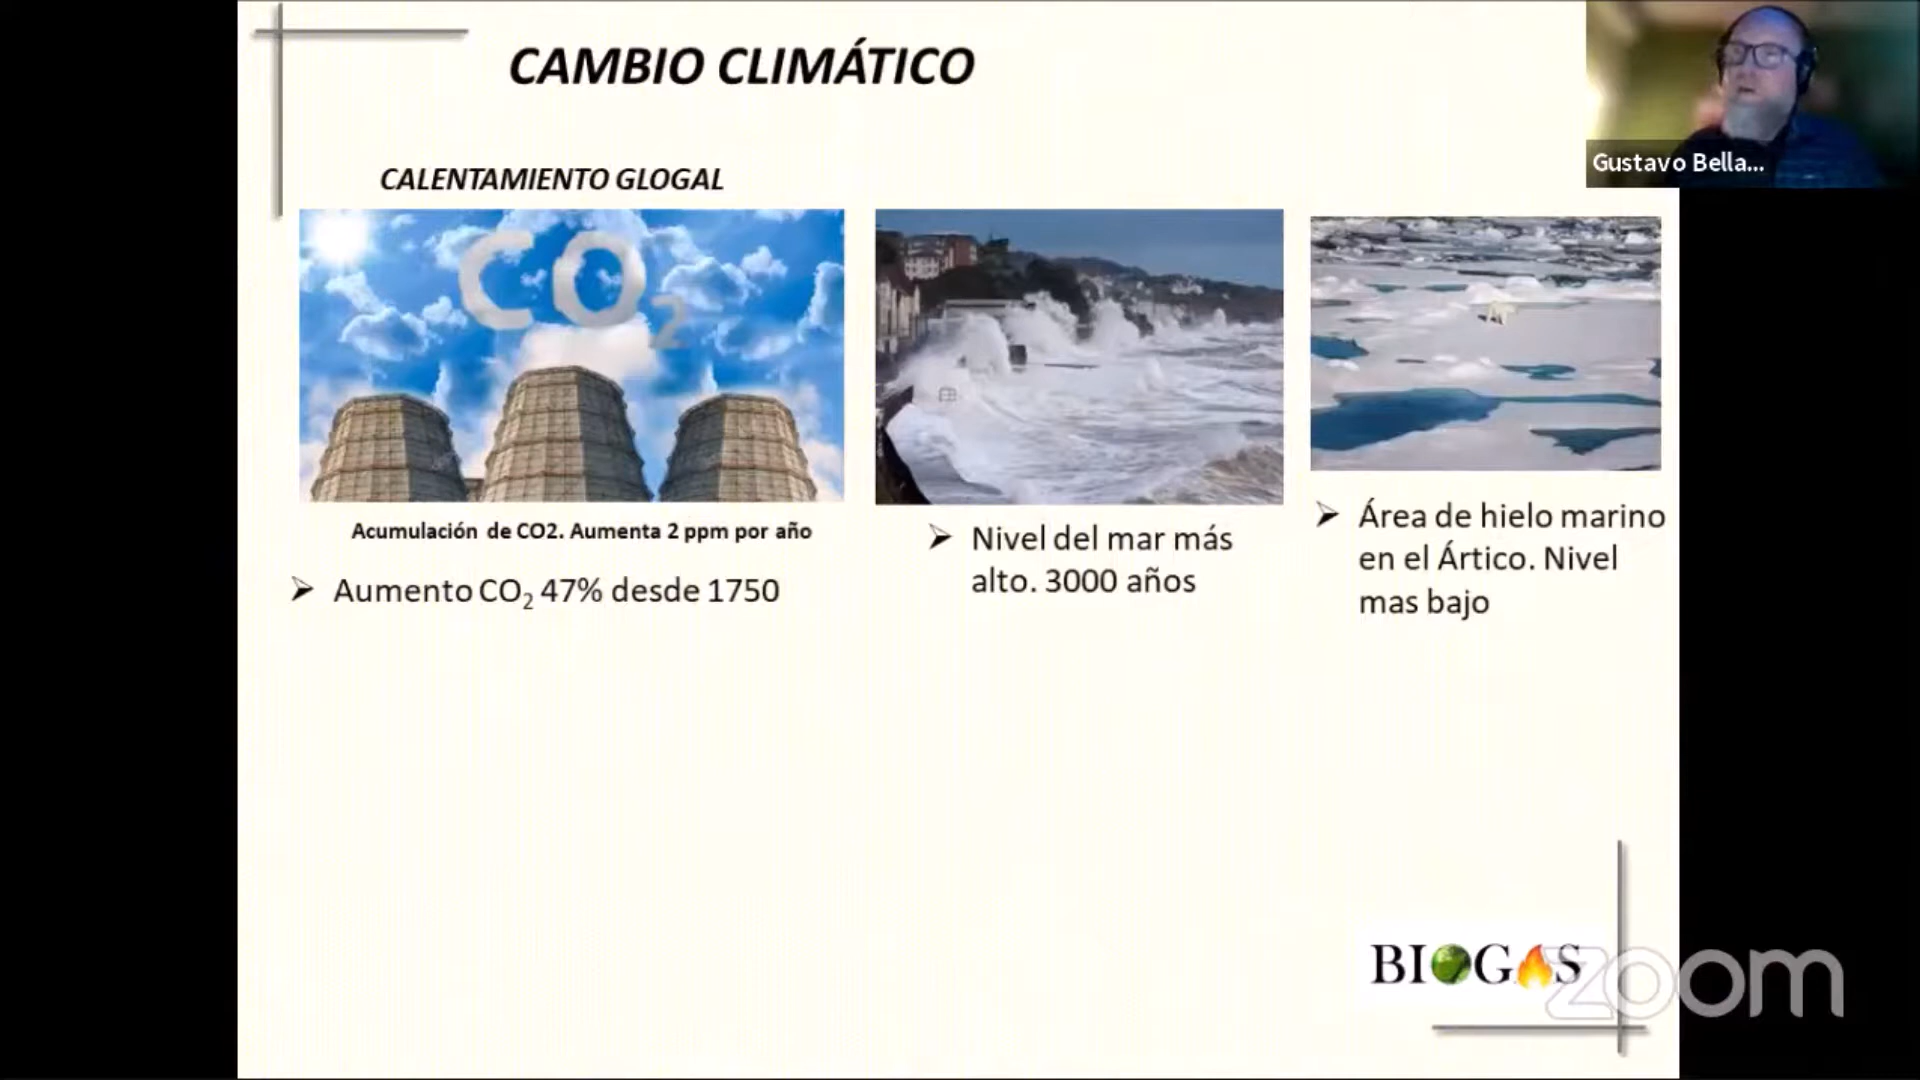 CAMBIO CLIMÁTICO
Gustavo Bella...
CALENTAMIENTO GLOGAL
CO2
Acumulación de CO2. Aumenta 2 ppm por año
➢ Aumento CO₂ 47% desde 1750
➢ Nivel del mar más
alto. 3000 años
➢ Área de hielo marino
en el Ártico. Nivel
mas bajo
BIOGAS
zoom